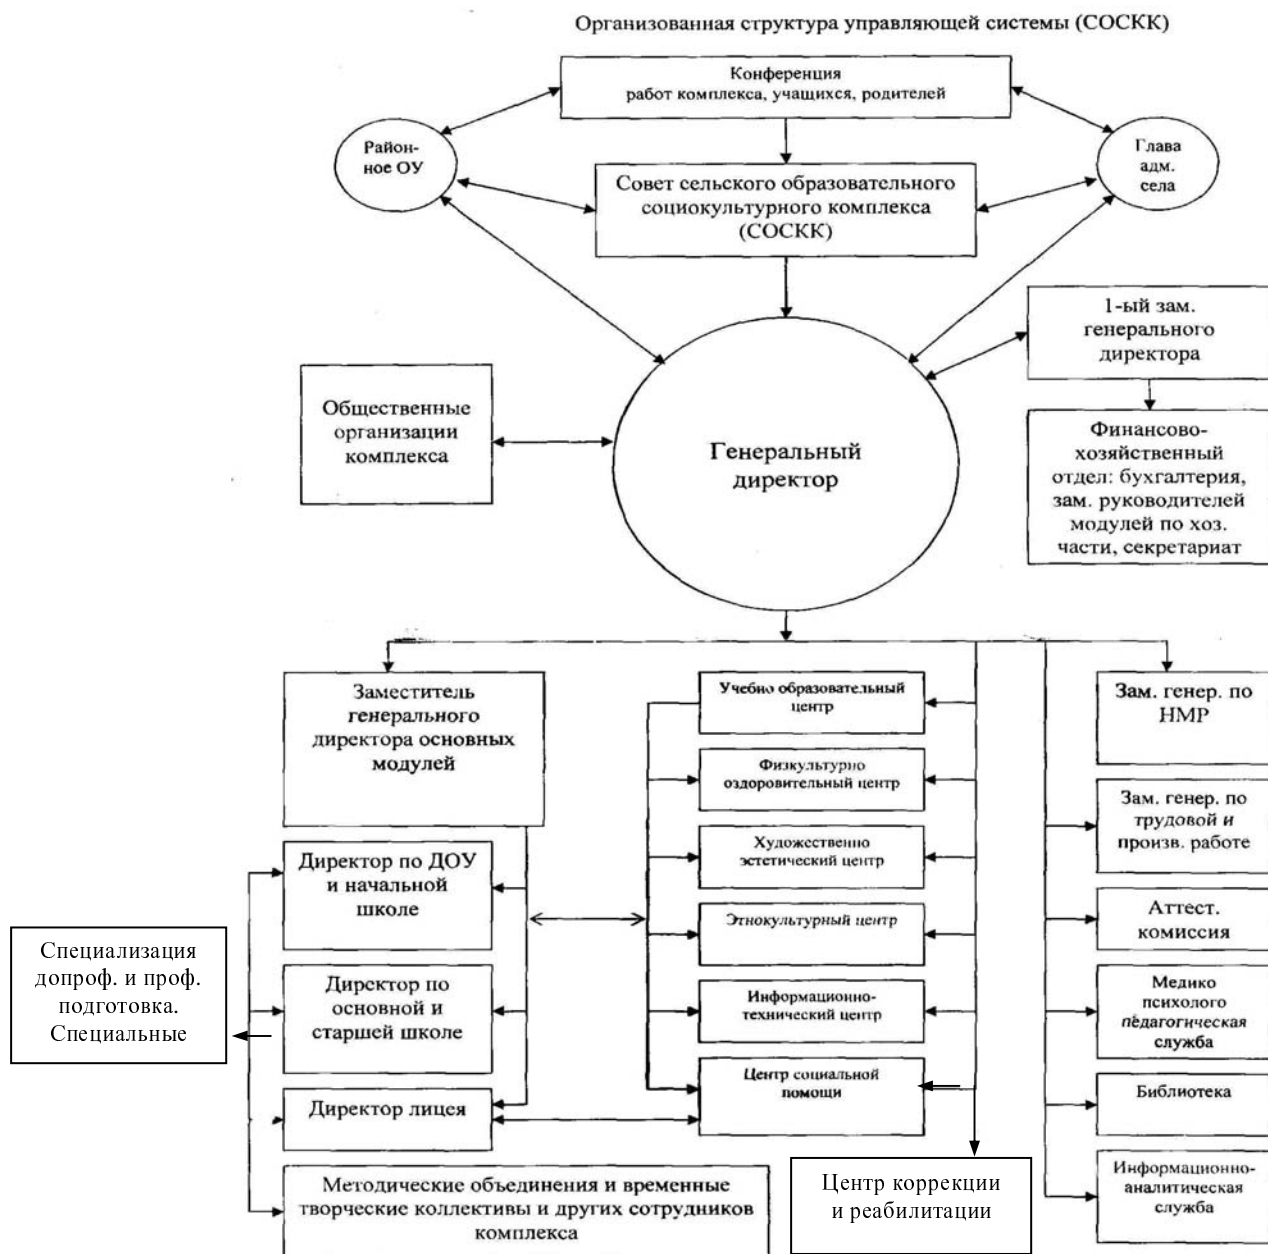 Организованная структура управляющей системы (СОСКК)
Конференция
работ комплекса, учащихся, родителей
Район-
ное ОУ
Глава
адм.
села
Совет сельского образовательного
социокультурного комплекса
(СОСКК)
1-ый зам.
генерального
директора
Общественные
организации
комплекса
Генеральный
директор
Финансово-
хозяйственный
отдел: бухгалтерия,
зам. руководителей
модулей по хоз.
части, секретариат
Заместитель
генерального
директора основных
модулей
Учебно образовательный
центр
Зам. генер. по
НМР
Физкультурно
оздоровительный центр
Зам. генер. по
трудовой и
произв. работе
Директор по ДОУ
и начальной
школе
Художественно
эстетический центр
Этнокультурный центр
Аттест.
комиссия
Специализация
допроф. и проф.
подготовка.
Специальные
Директор по
основной и
старшей школе
Информационно-
технический центр
Медико
психолого
педагогическая
служба
Центр социальной
помощи
Директор лицея
Библиотека
Методические объединения и временные
творческие коллективы и других сотрудников
комплекса
Центр коррекции
и реабилитации
Информационно-
аналитическая
служба